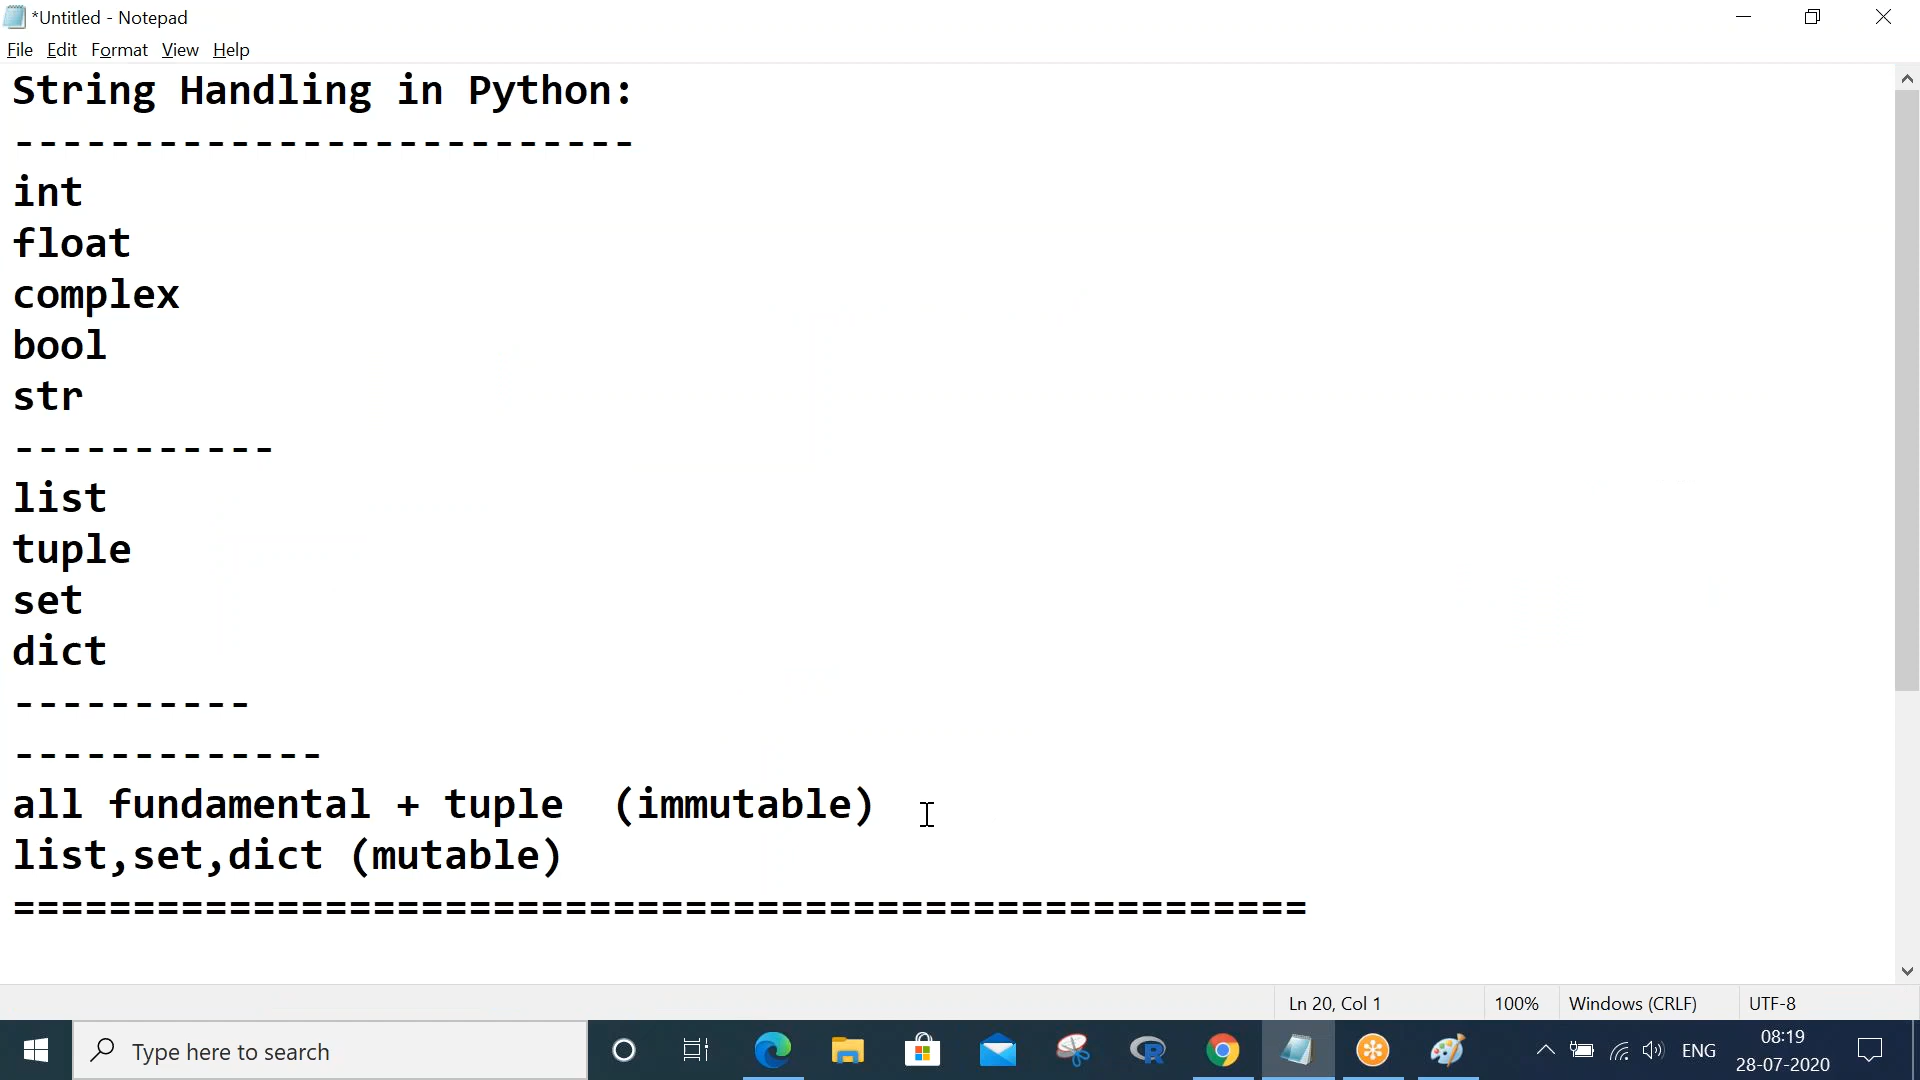 *Untitled - Notepad
File Edit Format View Help
String Handling in Python:
--------------------------
int
float
complex
bool
str
-----------
list
tuple
set
dict
----------
-------------
all fundamental + tuple  (immutable)
list,set,dict (mutable)
======================================================
Ln 20, Col 1 100% Windows (CRLF) UTF-8
Type here to search
R
ENG
08:19
28-07-2020